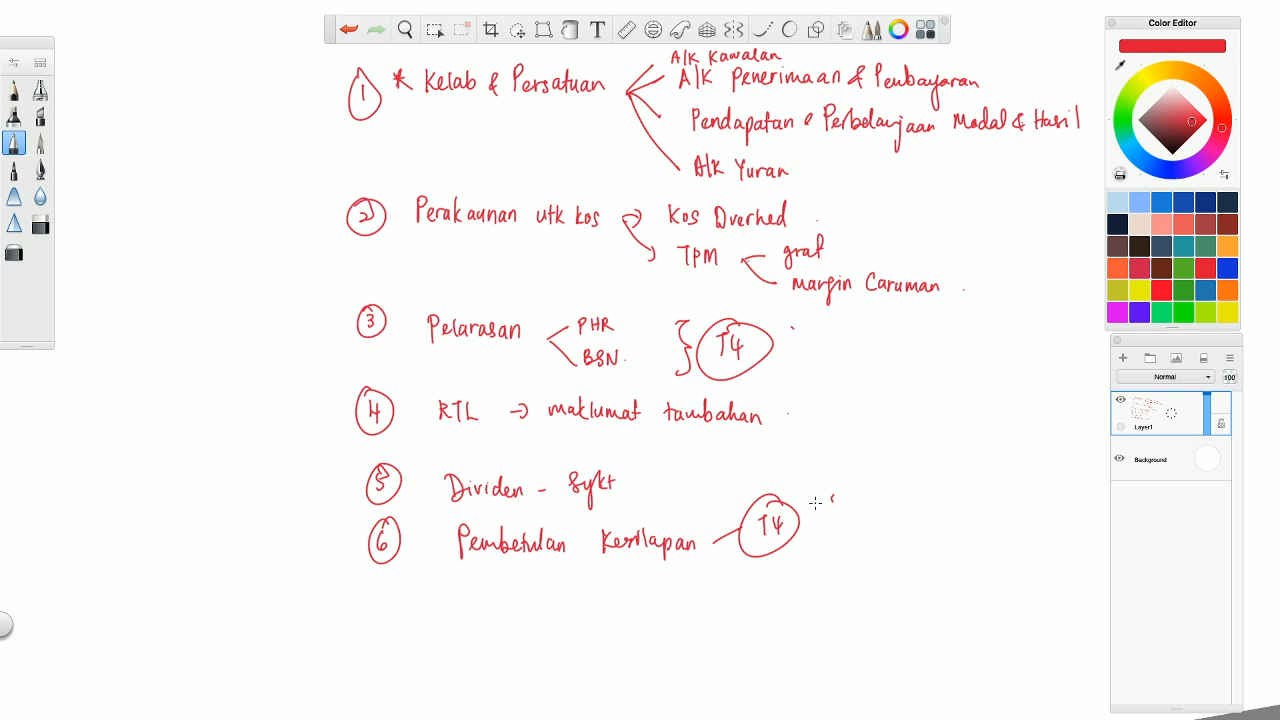 Color Editor
A/K Kawalan
① * Kelab & Persatuan A/K Penerimaan & Pembayaran
Pendapatan & Perbelanjaan Modal & Hasil
A/K Yuran
② Perakaunan utk kos → Kos Overhed
TPM graf
margin Caruman
③ Pelarasan PHR } T4
BSN
④ RTL → maklumat tambahan
⑤ Dividen - Sykt
⑥ Pembetulan Kesilapan — T4
Normal 100
Layer1
Background